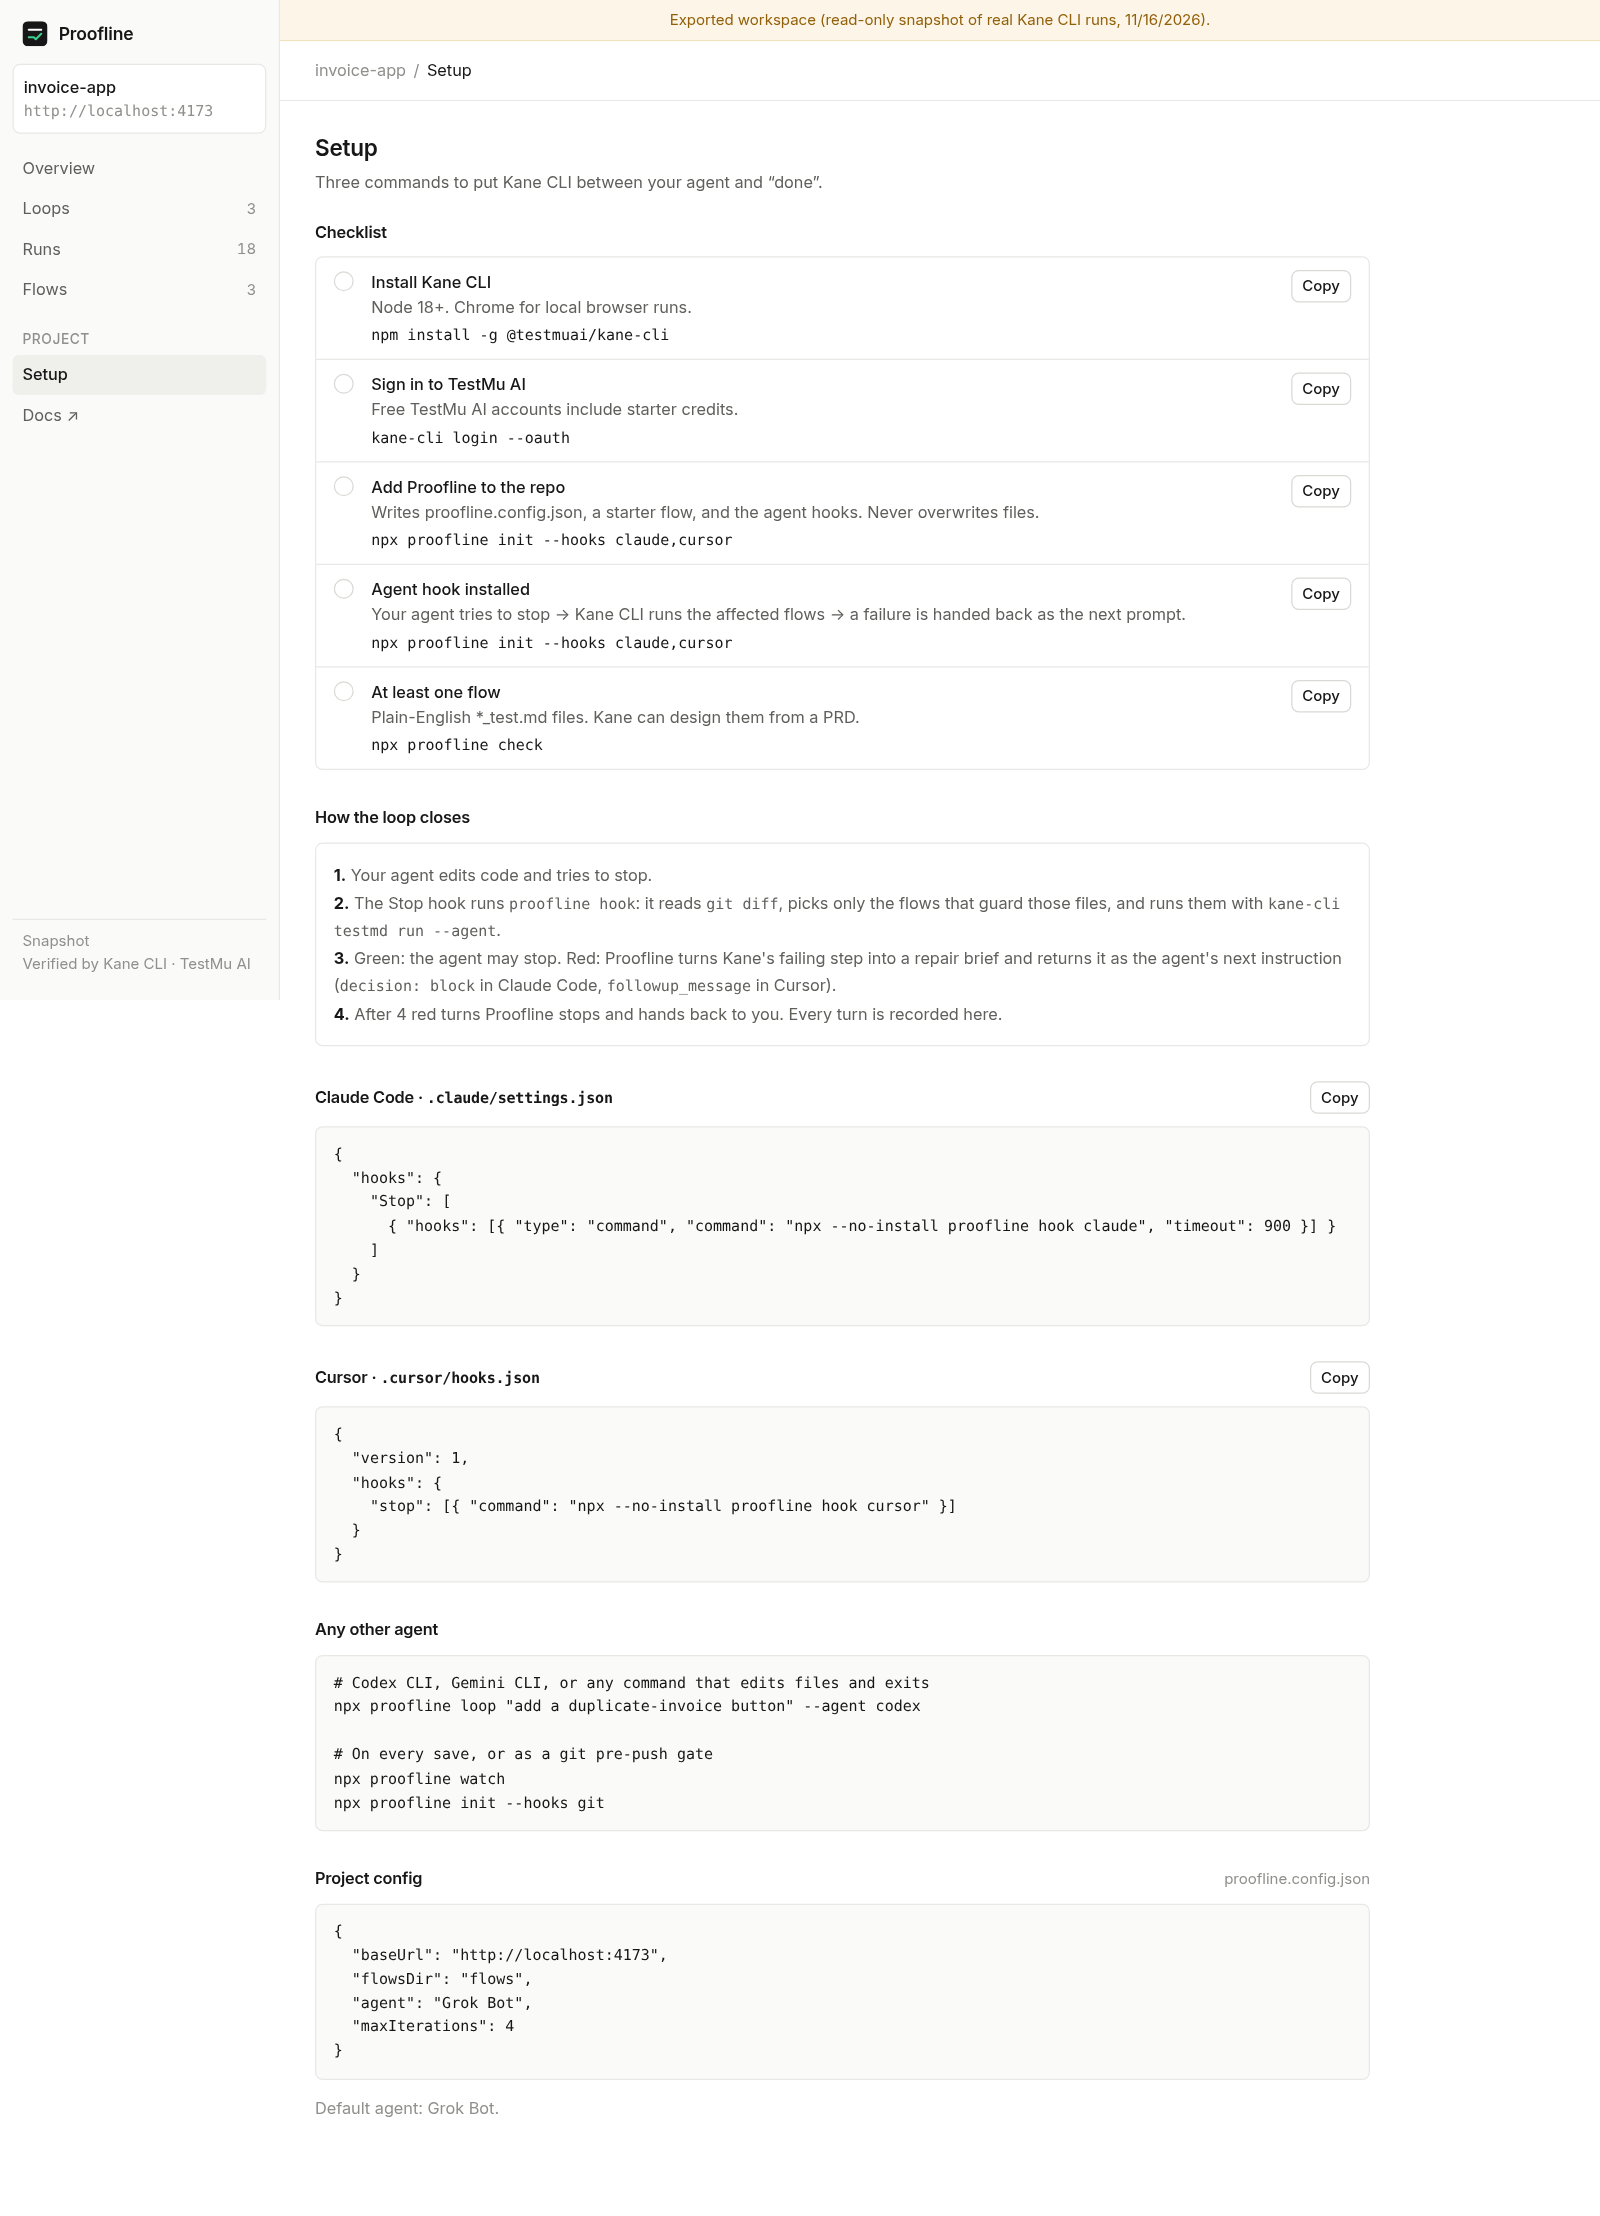 Proofline
invoice-app
http://localhost:4173
Overview
Loops 3
Runs 18
Flows 3
PROJECT
Setup
Docs ↗
Snapshot
Verified by Kane CLI · TestMu AI
Exported workspace (read-only snapshot of real Kane CLI runs, 11/16/2026).
invoice-app / Setup
Setup
Three commands to put Kane CLI between your agent and “done”.
Checklist
Install Kane CLI
Copy
Node 18+. Chrome for local browser runs.
npm install -g @testmuai/kane-cli
Sign in to TestMu AI
Copy
Free TestMu AI accounts include starter credits.
kane-cli login --oauth
Add Proofline to the repo
Copy
Writes proofline.config.json, a starter flow, and the agent hooks. Never overwrites files.
npx proofline init --hooks claude,cursor
Agent hook installed
Copy
Your agent tries to stop → Kane CLI runs the affected flows → a failure is handed back as the next prompt.
npx proofline init --hooks claude,cursor
At least one flow
Copy
Plain-English *_test.md files. Kane can design them from a PRD.
npx proofline check
How the loop closes
1. Your agent edits code and tries to stop.
2. The Stop hook runs proofline hook: it reads git diff, picks only the flows that guard those files, and runs them with kane-cli
testmd run --agent.
3. Green: the agent may stop. Red: Proofline turns Kane's failing step into a repair brief and returns it as the agent's next instruction
(decision: block in Claude Code, followup_message in Cursor).
4. After 4 red turns Proofline stops and hands back to you. Every turn is recorded here.
Claude Code · .claude/settings.json
Copy
{
  "hooks": {
    "Stop": [
      { "hooks": [{ "type": "command", "command": "npx --no-install proofline hook claude", "timeout": 900 }] }
    ]
  }
}
Cursor · .cursor/hooks.json
Copy
{
  "version": 1,
  "hooks": {
    "stop": [{ "command": "npx --no-install proofline hook cursor" }]
  }
}
Any other agent
# Codex CLI, Gemini CLI, or any command that edits files and exits
npx proofline loop "add a duplicate-invoice button" --agent codex
# On every save, or as a git pre-push gate
npx proofline watch
npx proofline init --hooks git
Project config
proofline.config.json
{
  "baseUrl": "http://localhost:4173",
  "flowsDir": "flows",
  "agent": "Grok Bot",
  "maxIterations": 4
}
Default agent: Grok Bot.